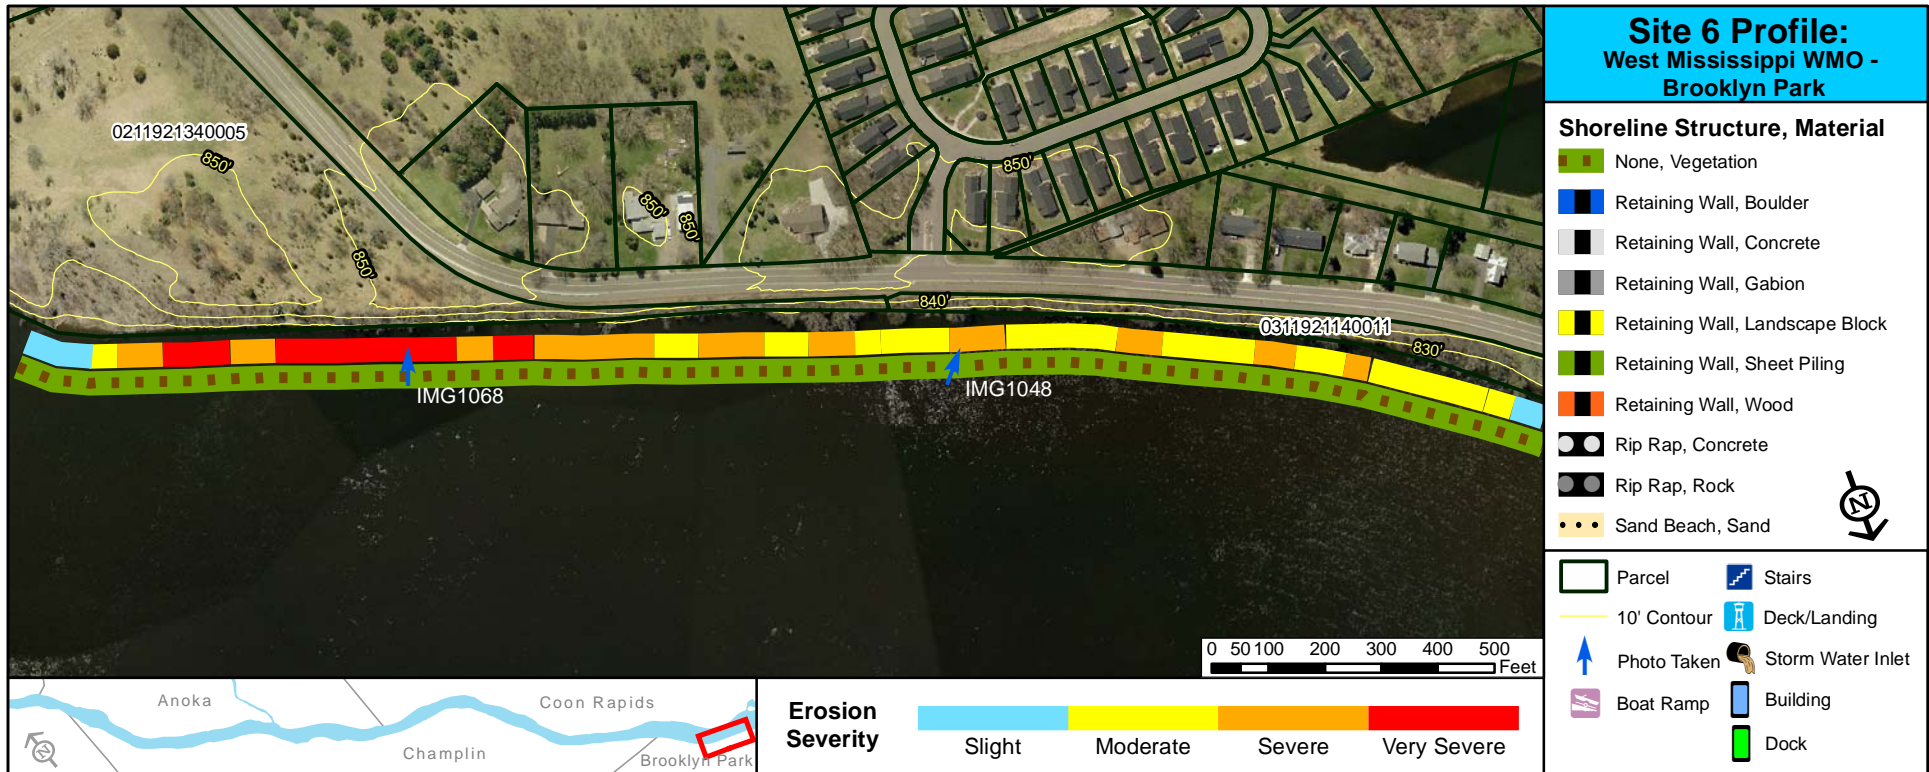 Site 6 Profile:
West Mississippi WMO -
Brooklyn Park
0211921340005
850'
850'
850'
850'
850'
840'
0311921140011
830'
IMG1068
IMG1048
0 50 100 200 300 400 500
Feet
Shoreline Structure, Material
None, Vegetation
Retaining Wall, Boulder
Retaining Wall, Concrete
Retaining Wall, Gabion
Retaining Wall, Landscape Block
Retaining Wall, Sheet Piling
Retaining Wall, Wood
Rip Rap, Concrete
Rip Rap, Rock
Sand Beach, Sand
N
Parcel
Stairs
10' Contour
Deck/Landing
Photo Taken
Storm Water Inlet
Boat Ramp
Building
Dock
Anoka
Coon Rapids
Champlin
Brooklyn Park
N
Erosion
Severity
Slight
Moderate
Severe
Very Severe